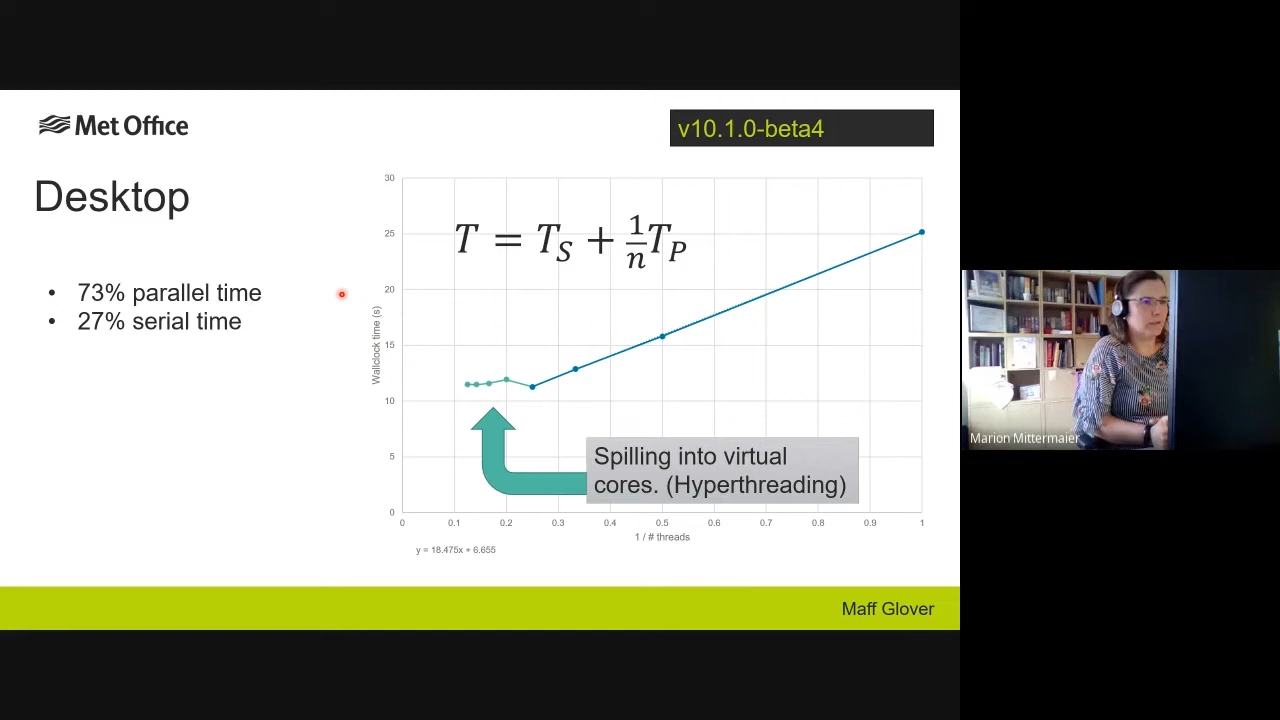 Met Office
v10.1.0-beta4
Desktop
• 73% parallel time
• 27% serial time
T = T_S + 1/n T_P
30
25
20
15
10
5
0
Wallclock time (s)
0 0.1 0.2 0.3 0.4 0.5 0.6 0.7 0.8 0.9 1
1 / # threads
Spilling into virtual
cores. (Hyperthreading)
y = 18.475x + 6.655
Maff Glover
Marion Mittermaier